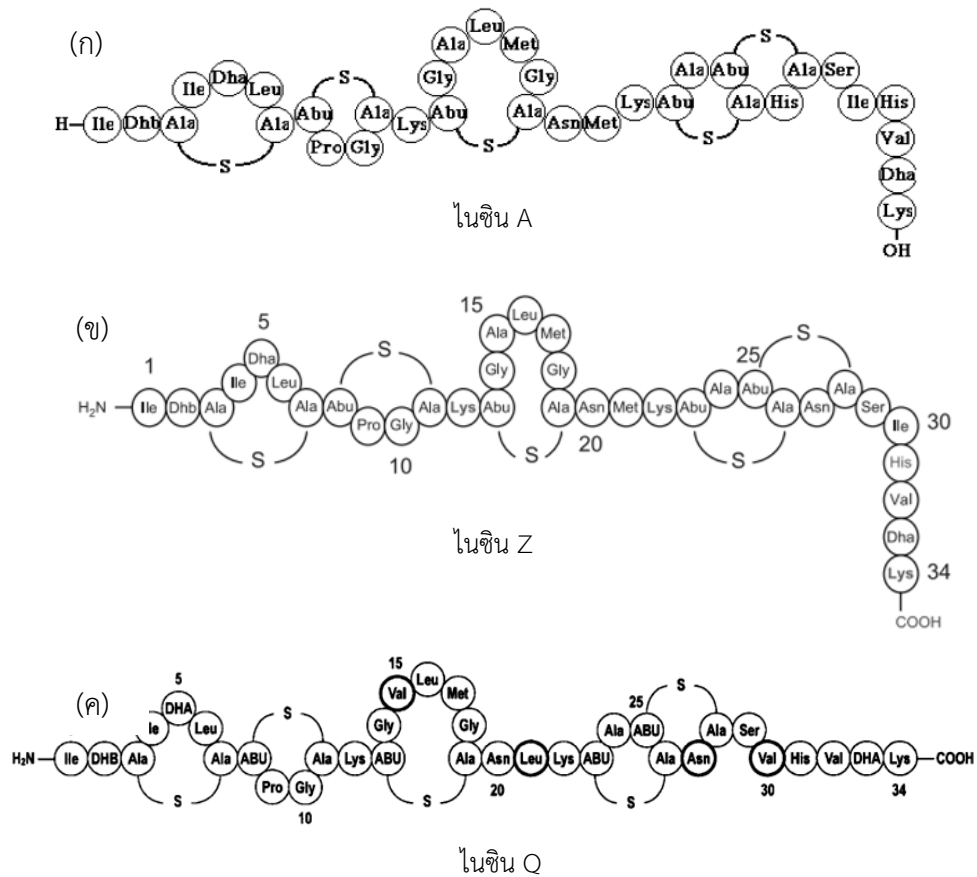 (ก)
H Ile Dhb Ala Ile Dha Leu Ala Abu Pro Gly Ala Lys Abu Gly Ala Leu Met Gly Ala Asn Met Lys Abu Ala Abu Ala His Ala Ser Ile His Val Dha Lys OH
S S S S S
ไนซิน A
(ข)
1 5 10 15 20 25 30 34
H₂N Ile Dhb Ala Ile Dha Leu Ala Abu Pro Gly Ala Lys Abu Gly Ala Leu Met Gly Ala Asn Met Lys Abu Ala Abu Ala Asn Ala Ser Ile His Val Dha Lys COOH
S S S S S
ไนซิน Z
(ค)
5 10 15 20 25 30 34
H₂N Ile DHB Ala le DHA Leu Ala ABU Pro Gly Ala Lys ABU Gly Val Leu Met Gly Ala Asn Leu Lys ABU Ala ABU Ala Asn Ala Ser Val His Val DHA Lys COOH
S S S S S
ไนซิน Q